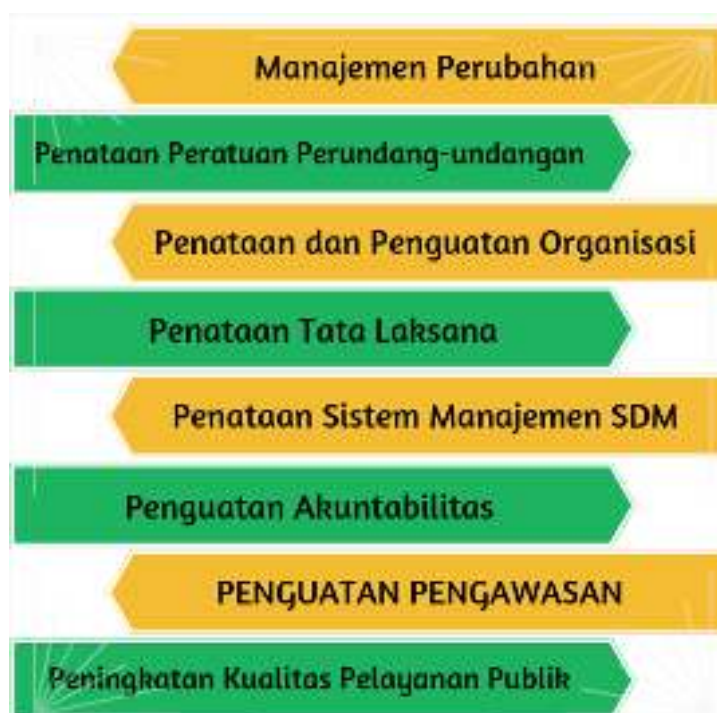 Manajemen Perubahan
Penataan Peratuan Perundang-undangan
Penataan dan Penguatan Organisasi
Penataan Tata Laksana
Penataan Sistem Manajemen SDM
Penguatan Akuntabilitas
PENGUATAN PENGAWASAN
Peningkatan Kualitas Pelayanan Publik